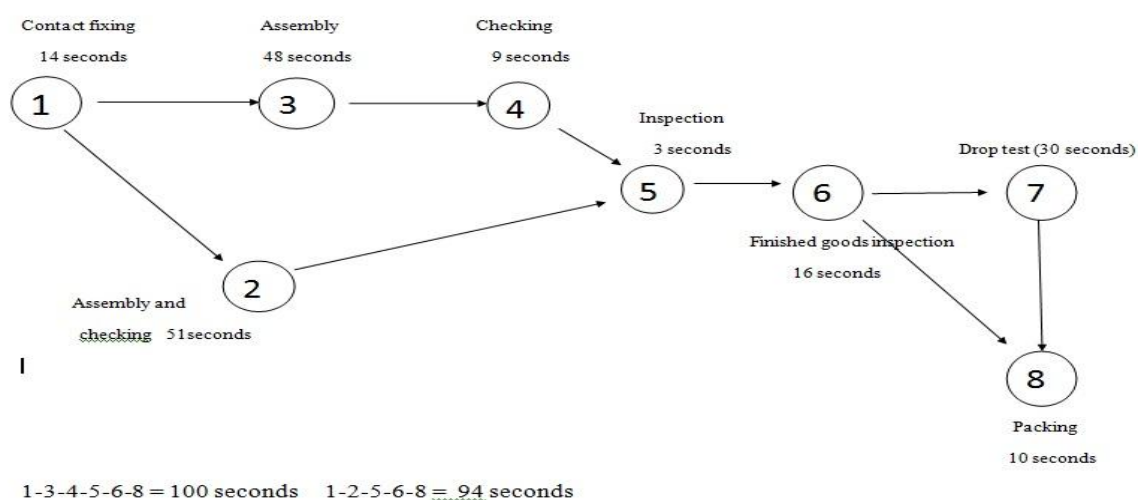 Contact fixing
14 seconds
Assembly
48 seconds
Checking
9 seconds
1
3
4
Inspection
3 seconds
Drop test (30 seconds)
5
6
7
Finished goods inspection
16 seconds
2
Assembly and
checking 51seconds
I
8
Packing
10 seconds
1-3-4-5-6-8 = 100 seconds 1-2-5-6-8 = 94 seconds